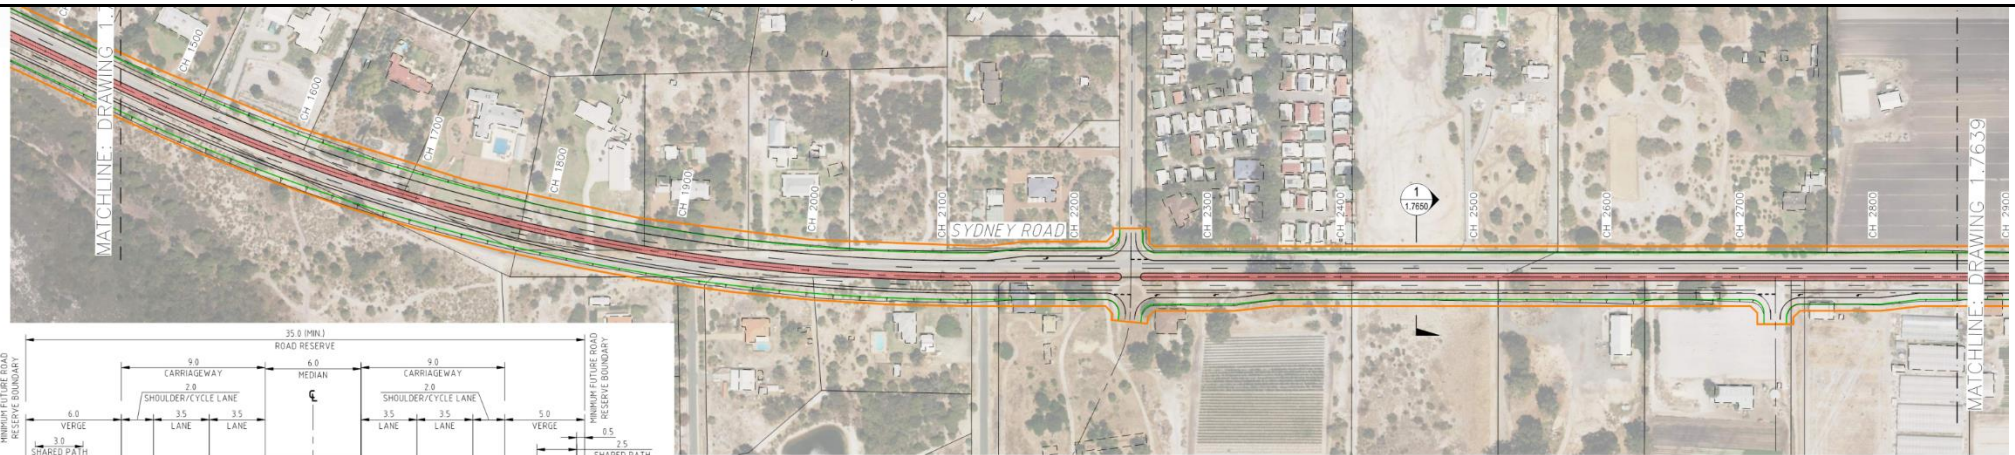 MATCHLINE: DRAWING 1.7
CH 1500
CH 1600
CH 1700
CH 1800
CH 1900
CH 2000
CH 2100
SYDNEY ROAD
CH 2200
CH 2300
CH 2400
1
1.7650
CH 2500
CH 2600
CH 2700
CH 2800
MATCHLINE: DRAWING 1.7639
CH 2900
35.0 (MIN.)
ROAD RESERVE
MINIMUM FUTURE ROAD
RESERVE BOUNDARY
9.0
CARRIAGEWAY
6.0
MEDIAN
9.0
CARRIAGEWAY
MINIMUM FUTURE ROAD
RESERVE BOUNDARY
2.0
SHOULDER/CYCLE LANE
2.0
SHOULDER/CYCLE LANE
6.0
VERGE
3.5
LANE
3.5
LANE
3.5
LANE
3.5
LANE
5.0
VERGE
3.0
SHARED PATH
0.5
2.5
SHARED PATH